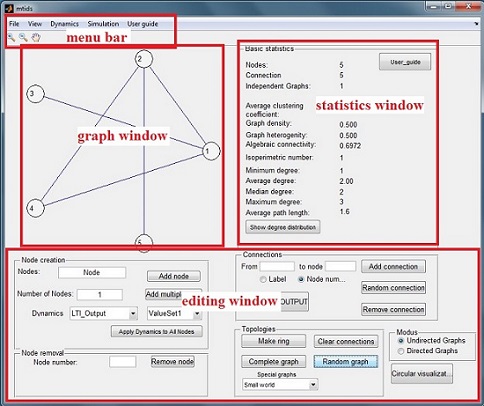 mtids
File View Dynamics Simulation User guide
menu bar
2
3
1
4
5
graph window
Basic statistics
User_guide
Nodes: 5
Connection 5
Independent Graphs: 1
statistics window
Average clustering
coefficient:
Graph density: 0.500
Graph heterogenity: 0.500
Algebraic connectivity: 0.6972
Isoperimetric number: 1
Minimum degree: 1
Average degree: 2.00
Median degree: 2
Maximum degree: 3
Average path length: 1.6
Show degree distribution
Node creation
Nodes: Node Add node
Number of Nodes: 1 Add multipl
editing window
Dynamics LTI_Output ValueSet1
Apply Dynamics to All Nodes
Node removal
Node number: Remove node
Connections
From to node Add connection
Label Node num...
Random connection
OUTPUT
Remove connection
Topologies
Make ring Clear connections
Complete graph Random graph
Special graphs
Small world
Modus
Undirected Graphs
Directed Graphs
Circular visualizat...